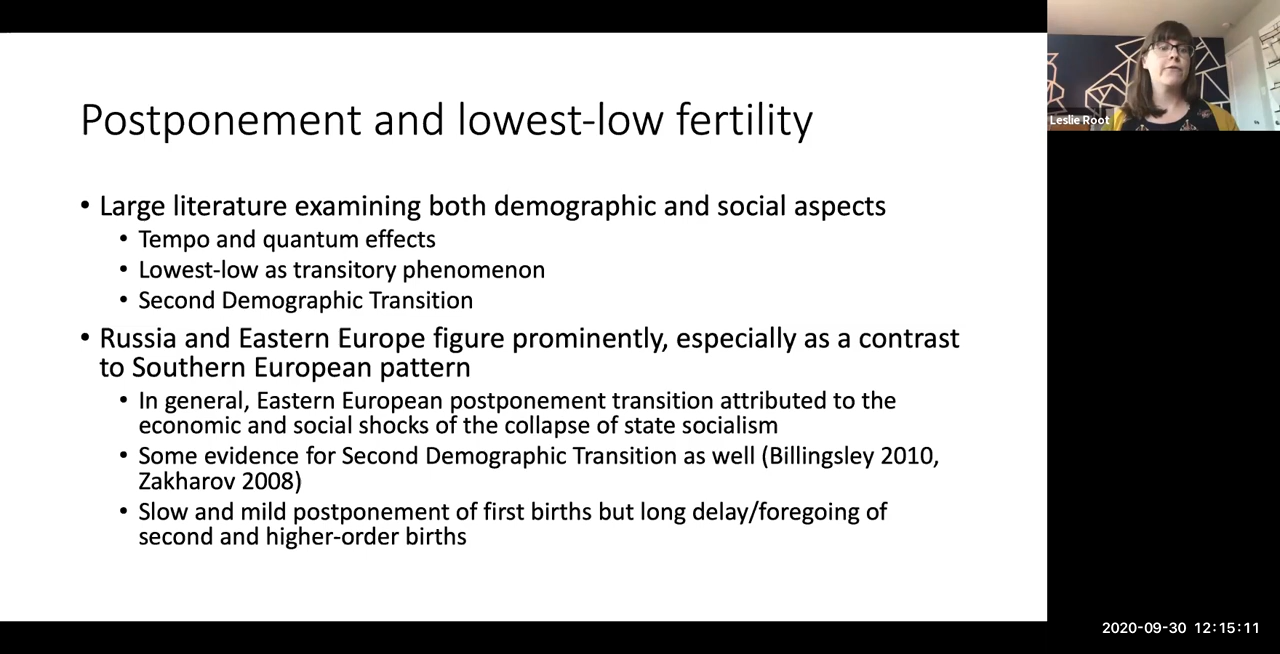 Postponement and lowest-low fertility
• Large literature examining both demographic and social aspects
• Tempo and quantum effects
• Lowest-low as transitory phenomenon
• Second Demographic Transition
• Russia and Eastern Europe figure prominently, especially as a contrast
to Southern European pattern
• In general, Eastern European postponement transition attributed to the
economic and social shocks of the collapse of state socialism
• Some evidence for Second Demographic Transition as well (Billingsley 2010,
Zakharov 2008)
• Slow and mild postponement of first births but long delay/foregoing of
second and higher-order births
Leslie Root
2020-09-30 12:15:11